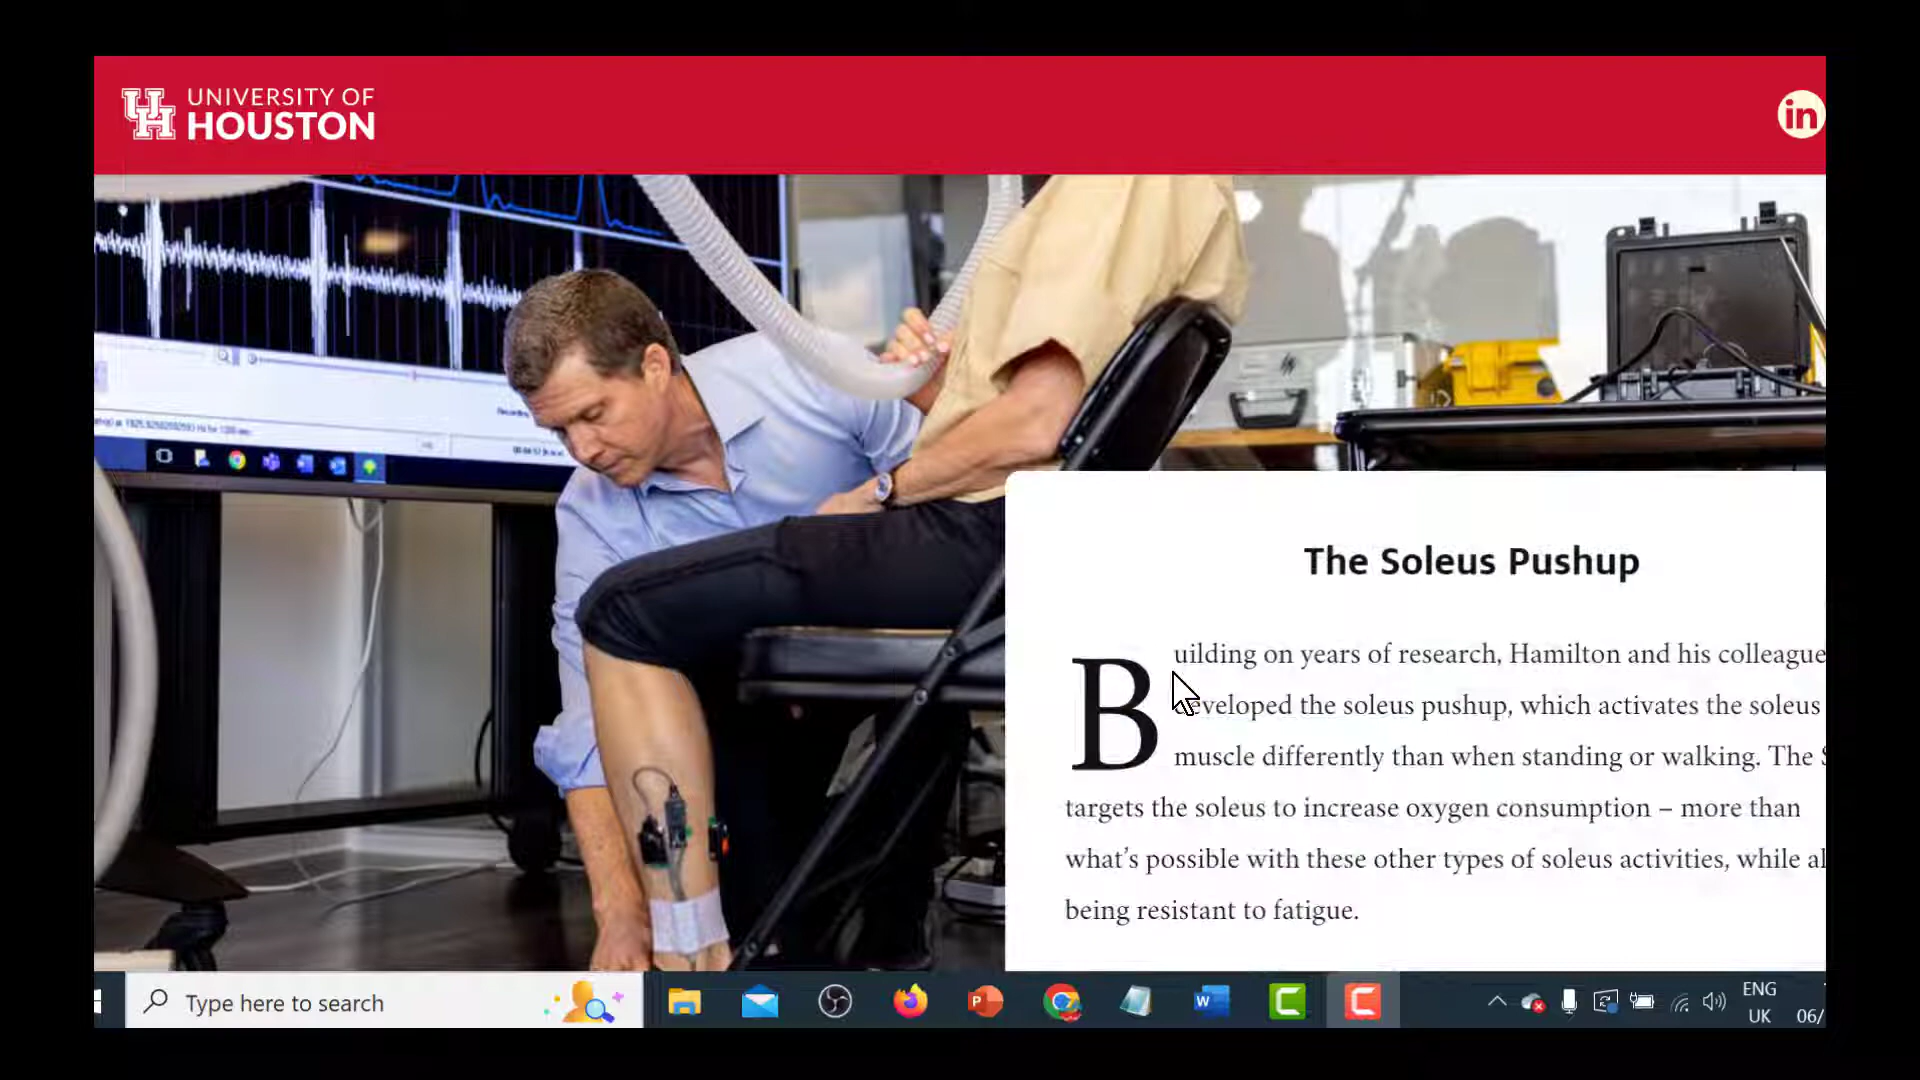 UNIVERSITY OF
HOUSTON
in
The Soleus Pushup
Building on years of research, Hamilton and his colleague
developed the soleus pushup, which activates the soleus
muscle differently than when standing or walking. The S
targets the soleus to increase oxygen consumption – more than
what's possible with these other types of soleus activities, while al
being resistant to fatigue.
Type here to search
ENG
UK
06/